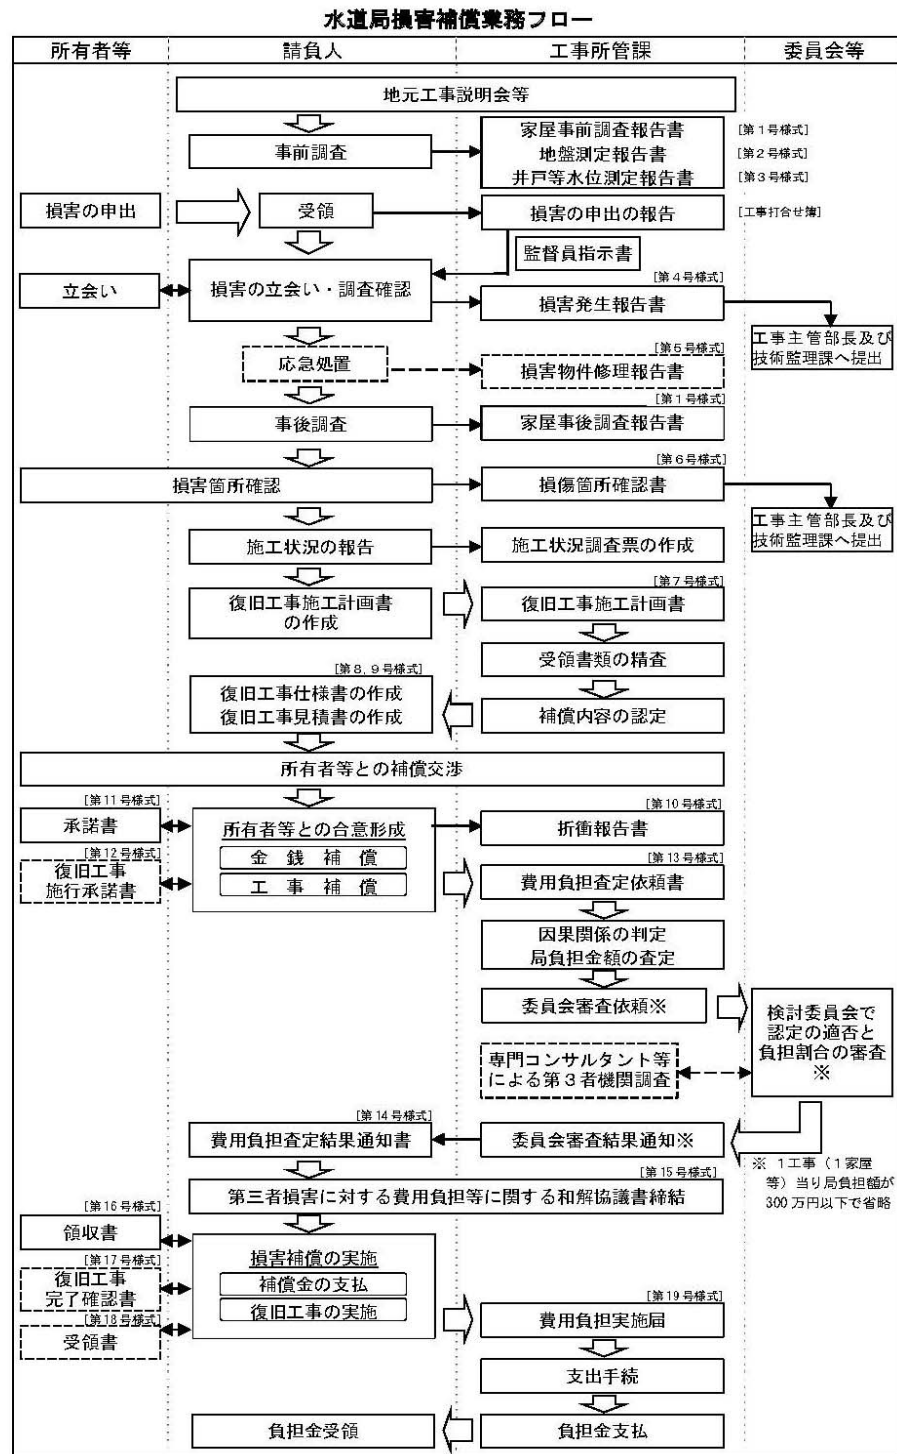 水道局損害補償業務フロー
所有者等
請負人
工事所管課
委員会等
地元工事説明会等
事前調査
家屋事前調査報告書
地盤測定報告書
井戸等水位測定報告書
[第1号様式]
[第2号様式]
[第3号様式]
損害の申出
受領
損害の申出の報告
[工事打合せ簿]
監督員指示書
立会い
損害の立会い・調査確認
[第4号様式]
損害発生報告書
工事主管部長及び
技術監理課へ提出
応急処置
[第5号様式]
損害物件修理報告書
事後調査
[第1号様式]
家屋事後調査報告書
損害箇所確認
[第6号様式]
損傷箇所確認書
工事主管部長及び
技術監理課へ提出
施工状況の報告
施工状況調査票の作成
復旧工事施工計画書
の作成
[第7号様式]
復旧工事施工計画書
受領書類の精査
[第8,9号様式]
復旧工事仕様書の作成
復旧工事見積書の作成
補償内容の認定
所有者等との補償交渉
[第11号様式]
承諾書
[第12号様式]
復旧工事
施行承諾書
所有者等との合意形成
金銭補償
工事補償
[第10号様式]
折衝報告書
[第13号様式]
費用負担査定依頼書
因果関係の判定
局負担金額の査定
委員会審査依頼※
検討委員会で
認定の適否と
負担割合の審査
※
専門コンサルタント等
による第3者機関調査
[第14号様式]
費用負担査定結果通知書
委員会審査結果通知※
※ 1工事(1家屋
等)当り局負担額が
300万円以下で省略
[第15号様式]
第三者損害に対する費用負担等に関する和解協議書締結
[第16号様式]
領収書
[第17号様式]
復旧工事
完了確認書
[第18号様式]
受領書
損害補償の実施
補償金の支払
復旧工事の実施
[第19号様式]
費用負担実施届
支出手続
負担金受領
負担金支払